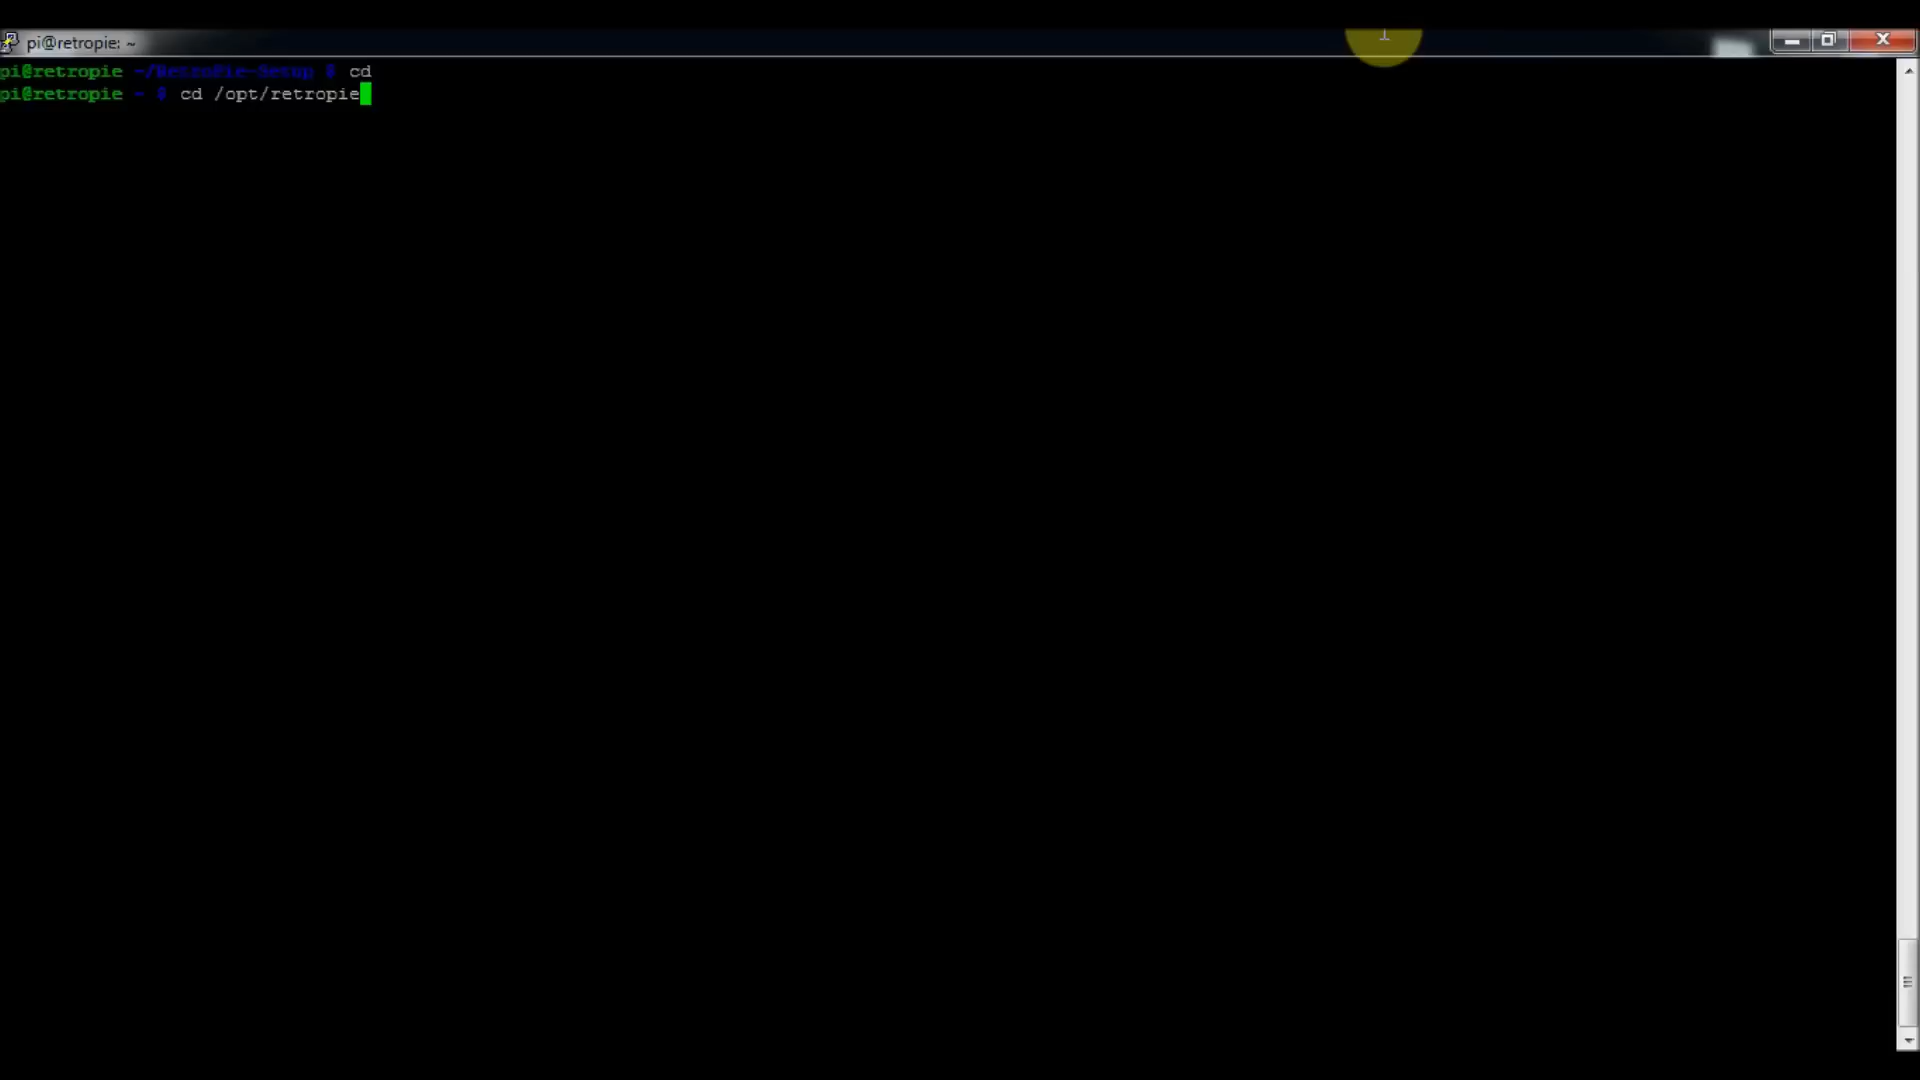 pi@retropie: ~
pi@retropie ~/RetroPie-Setup $ cd
pi@retropie ~ $ cd /opt/retropie